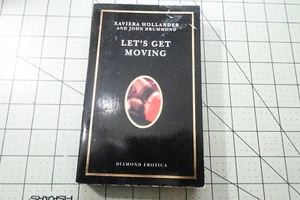 XAVIERA HOLLANDER
AND JOHN DRUMMOND
LET'S GET
MOVING
DIAMOND EROTICA